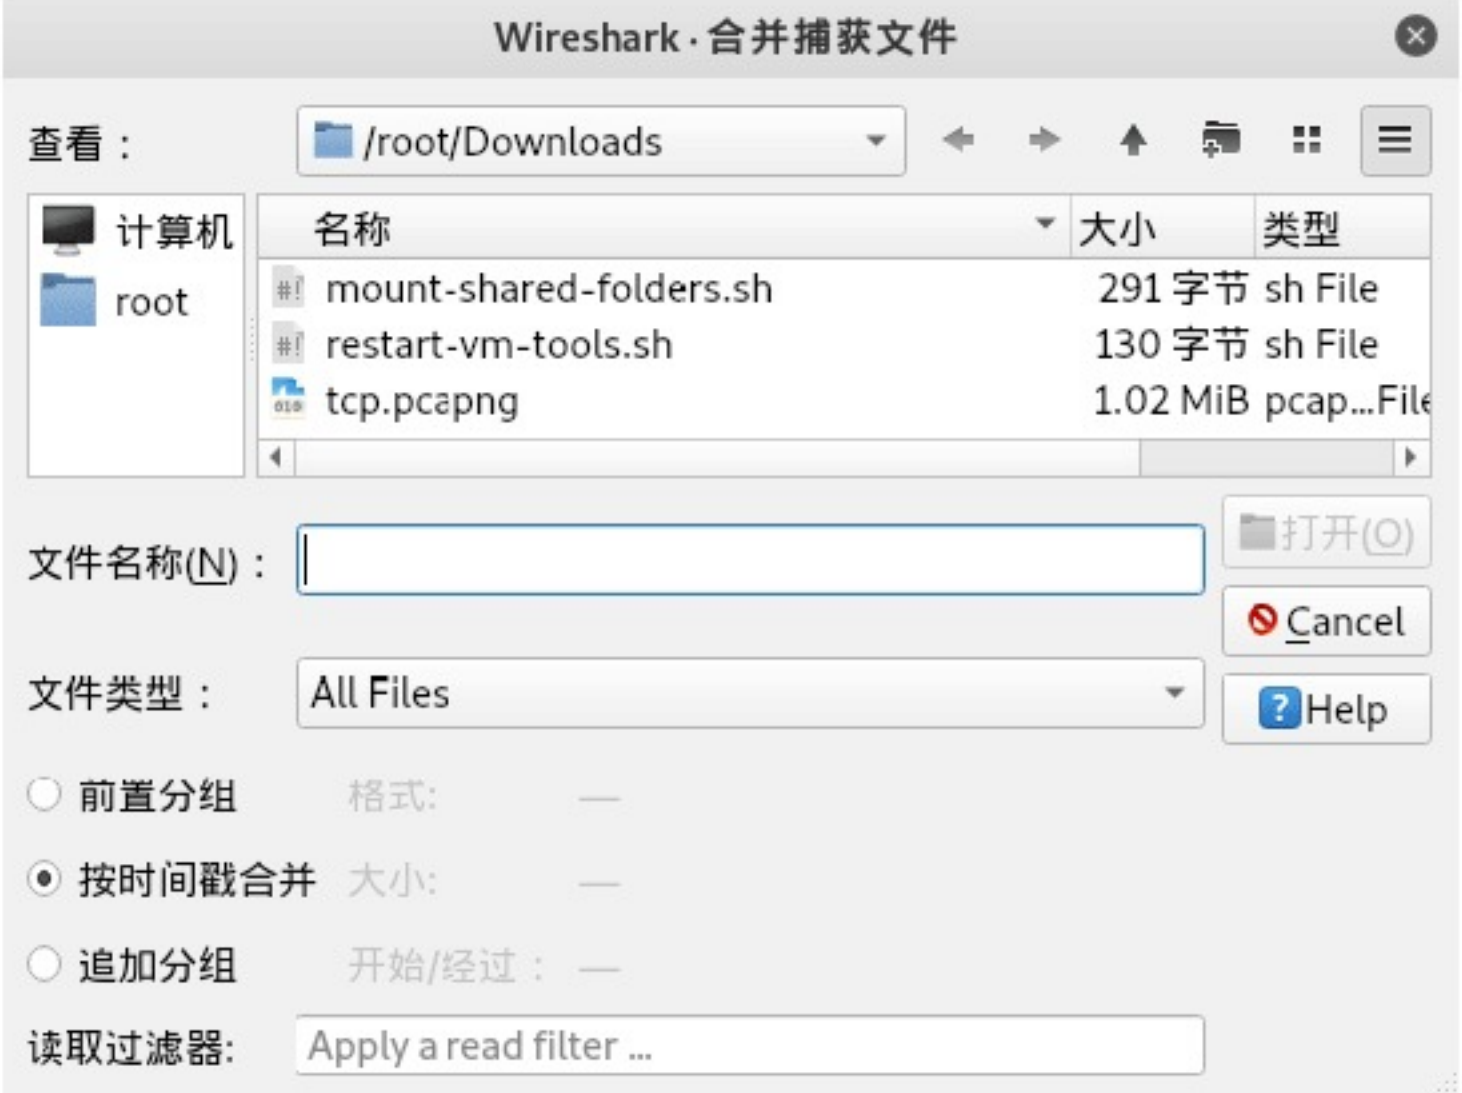 Wireshark · 合并捕获文件
查看：
/root/Downloads
计算机
root
名称 大小 类型
mount-shared-folders.sh 291 字节 sh File
restart-vm-tools.sh 130 字节 sh File
tcp.pcapng 1.02 MiB pcap...File
文件名称(N)：
打开(O)
Cancel
文件类型：
All Files
Help
前置分组 格式: —
按时间戳合并 大小: —
追加分组 开始/经过： —
读取过滤器: Apply a read filter ...